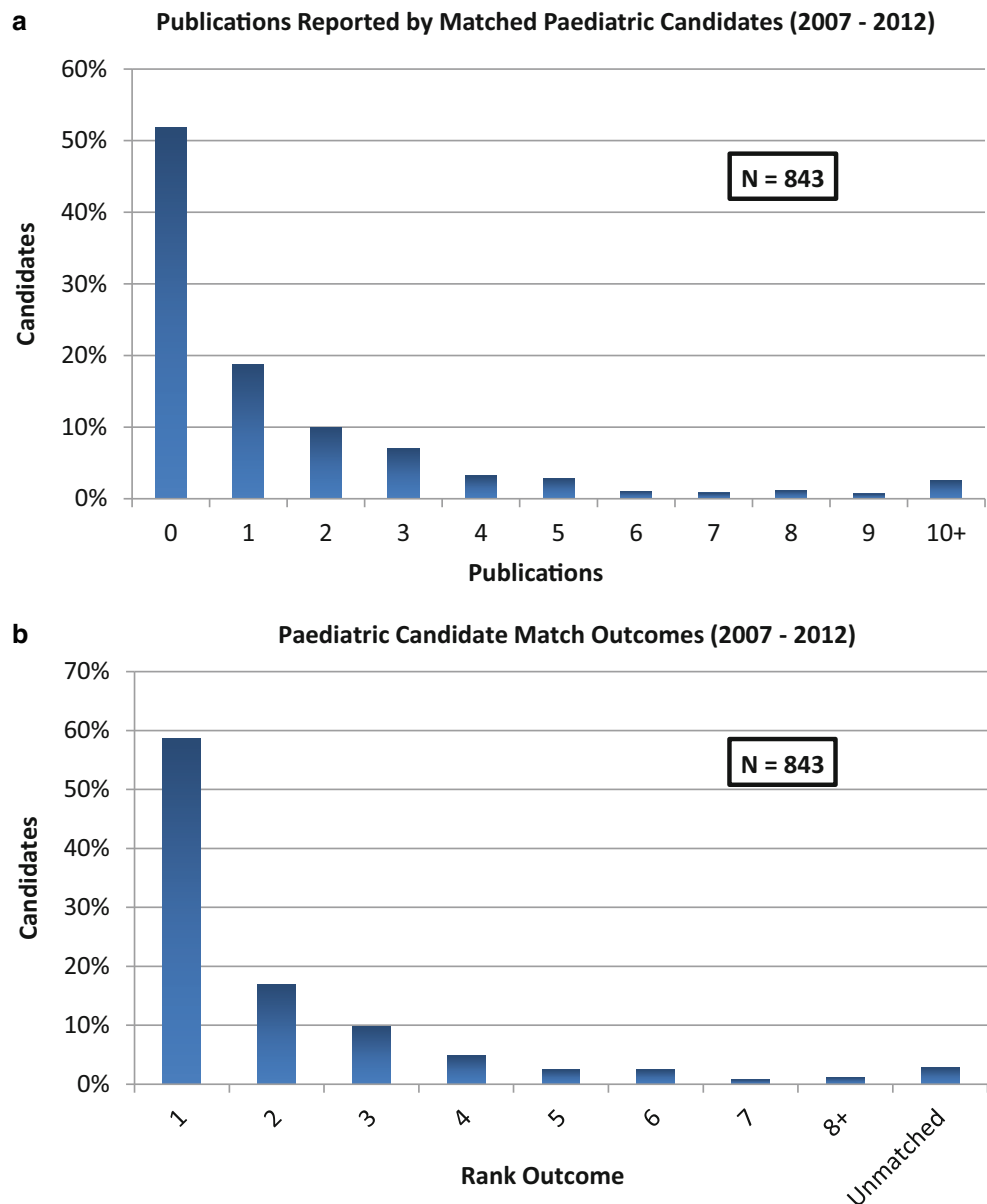 a
Publications Reported by Matched Paediatric Candidates (2007 - 2012)
60%
50%
40%
30%
20%
10%
0%
Candidates
N = 843
0 1 2 3 4 5 6 7 8 9 10+
Publications
b
Paediatric Candidate Match Outcomes (2007 - 2012)
70%
60%
50%
40%
30%
20%
10%
0%
Candidates
N = 843
1 2 3 4 5 6 7 8+ Unmatched
Rank Outcome